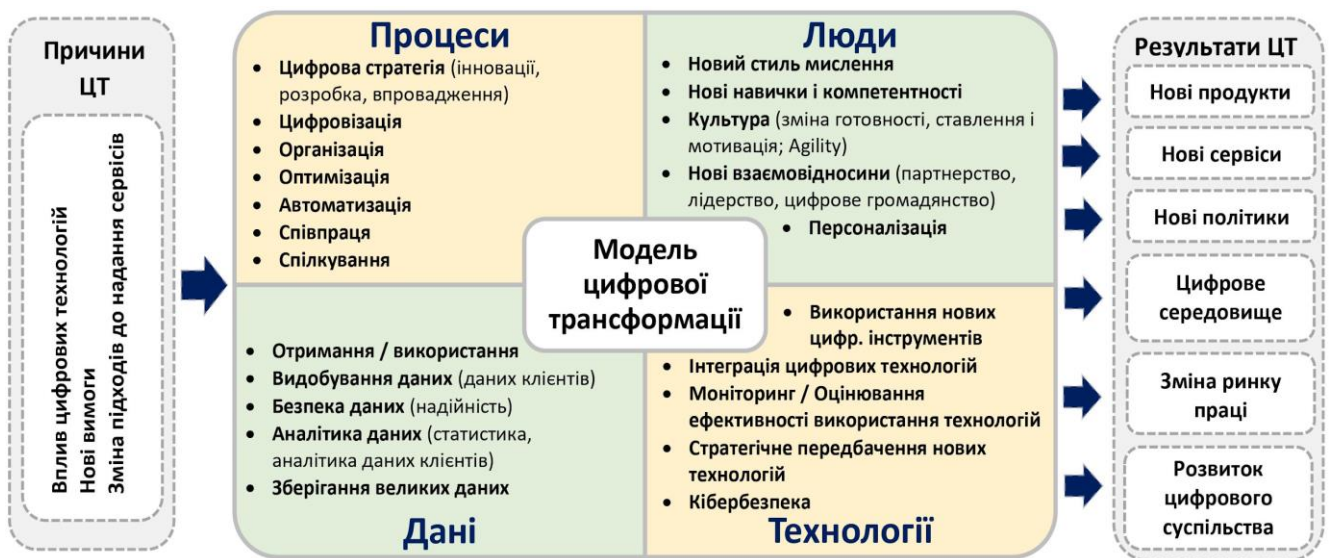 Причини
ЦТ
Вплив цифрових технологій
Нові вимоги
Зміна підходів до надання сервісів
Процеси
• Цифрова стратегія (інновації,
розробка, впровадження)
• Цифровізація
• Організація
• Оптимізація
• Автоматизація
• Співпраця
• Спілкування
Люди
• Новий стиль мислення
• Нові навички і компетентності
• Культура (зміна готовності, ставлення і
мотивація; Agility)
• Нові взаємовідносини (партнерство,
лідерство, цифрове громадянство)
• Персоналізація
Модель
цифрової
трансформації
• Отримання / використання
• Видобування даних (даних клієнтів)
• Безпека даних (надійність)
• Аналітика даних (статистика,
аналітика даних клієнтів)
• Зберігання великих даних
Дані
• Використання нових
цифр. інструментів
• Інтеграція цифрових технологій
• Моніторинг / Оцінювання
ефективності використання технологій
• Стратегічне передбачення нових
технологій
• Кібербезпека
Технології
Результати ЦТ
Нові продукти
Нові сервіси
Нові політики
Цифрове
середовище
Зміна ринку
праці
Розвиток
цифрового
суспільства